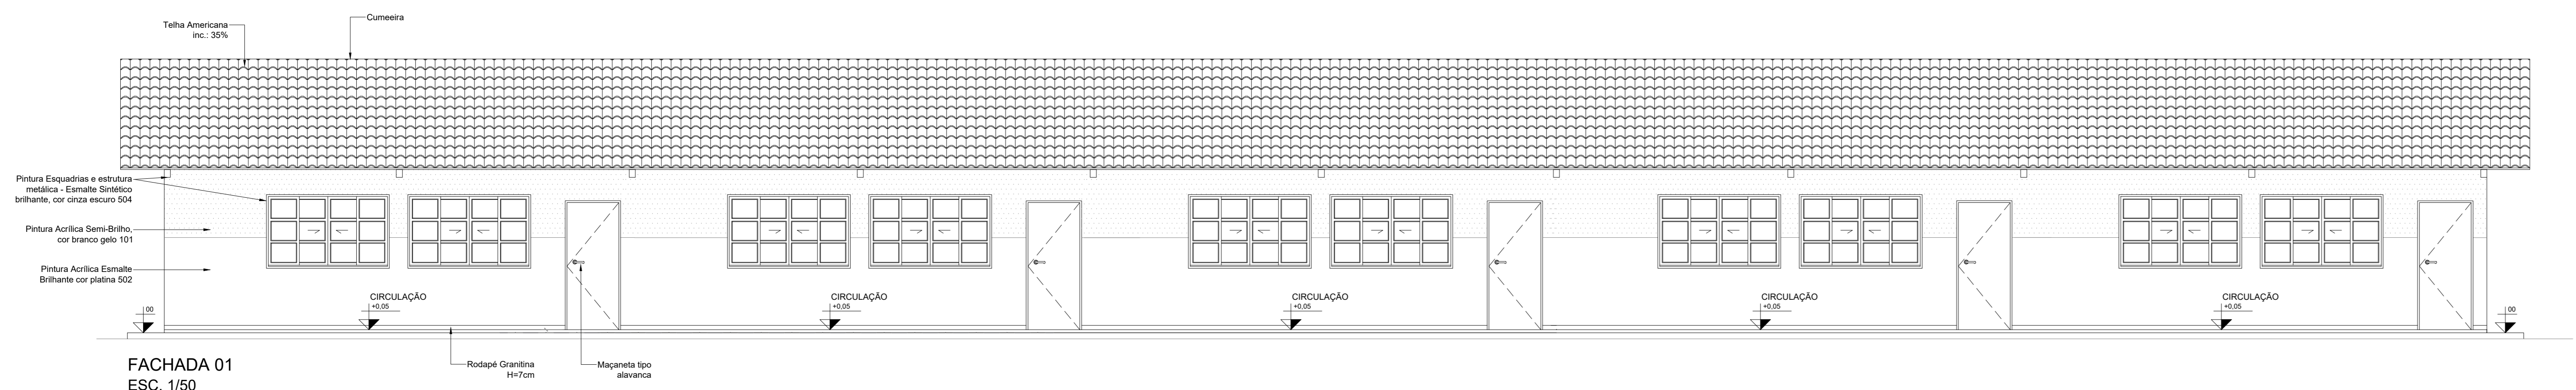 Cumeeira
Telha Americana
inc.: 35%
Pintura Esquadrias e estrutura
metálica - Esmalte Sintético
brilhante, cor cinza escuro 504
Pintura Acrílica Semi-Brilho,
cor branco gelo 101
Pintura Acrílica Esmalte
Brilhante cor platina 502
CIRCULAÇÃO
+0,05
CIRCULAÇÃO
+0,05
CIRCULAÇÃO
+0,05
CIRCULAÇÃO
+0,05
CIRCULAÇÃO
+0,05
00
00
Rodapé Granitina
H=7cm
Maçaneta tipo
alavanca
FACHADA 01
ESC. 1/50